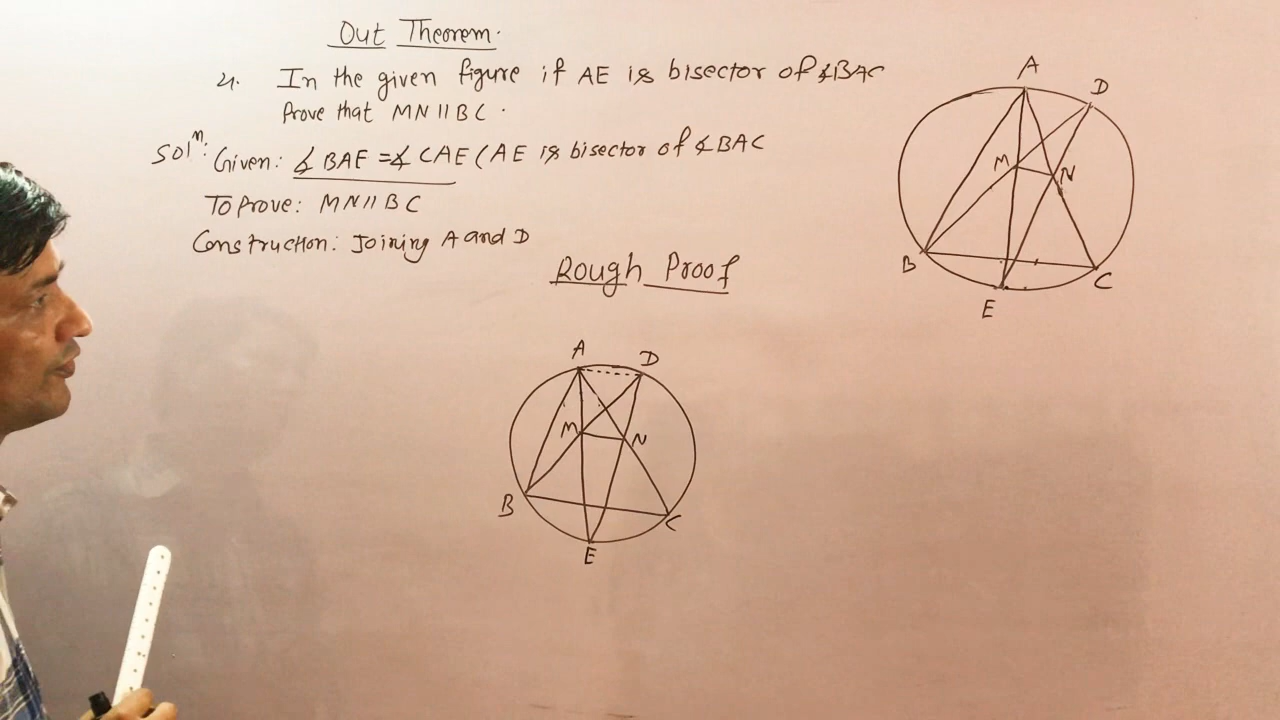 Out Theorem.
4. In the given figure if AE is bisector of ∡BAC
Prove that MN || BC.
Solⁿ: Given: ∡BAE = ∡CAE (AE is bisector of ∡BAC
To Prove: MN || BC
Construction: Joining A and D
Rough Proof
A
D
M
N
B
C
E
A
D
M
N
B
C
E